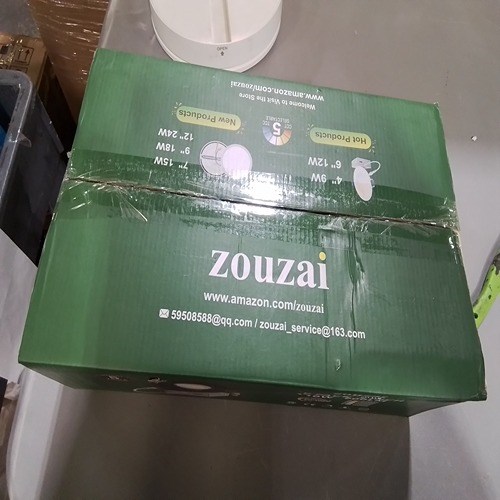 www.amazon.com/zouzai
Welcome to Visit the Store
New Products
7" 15W
9" 18W
12" 24W
5
SELECTABLE
Hot Products
4" 9W
6" 12W
zouzai
www.amazon.com/zouzai
59508588@qq.com / zouzai_service@163.com